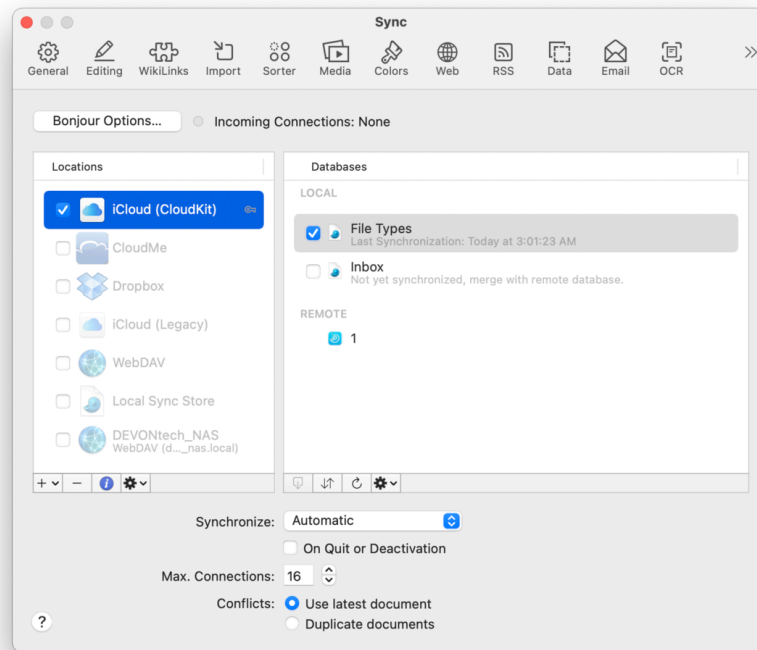 Sync
General Editing WikiLinks Import Sorter Media Colors Web RSS Data Email OCR
Bonjour Options... Incoming Connections: None
Locations
iCloud (CloudKit)
CloudMe
Dropbox
iCloud (Legacy)
WebDAV
Local Sync Store
DEVONtech_NAS
WebDAV (d..._nas.local)
Databases
LOCAL
File Types
Last Synchronization: Today at 3:01:23 AM
Inbox
Not yet synchronized, merge with remote database.
REMOTE
1
Synchronize: Automatic
On Quit or Deactivation
Max. Connections: 16
Conflicts: Use latest document
Duplicate documents
?